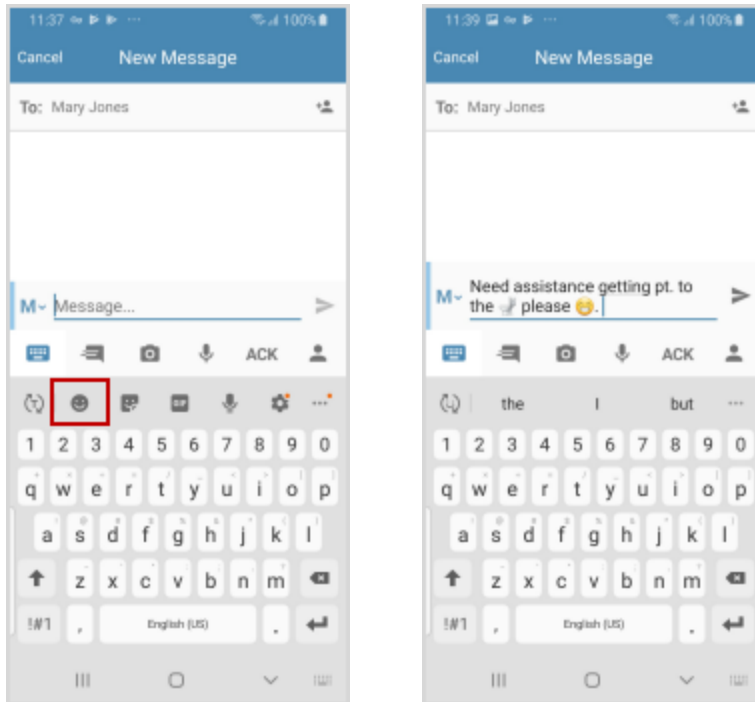 11:37
100%
Cancel New Message
To: Mary Jones
M Message...
ACK
GIF
1 2 3 4 5 6 7 8 9 0
q w e r t y u i o p
a s d f g h j k l
z x c v b n m
!#1 , English (US) .
11:39
100%
Cancel New Message
To: Mary Jones
M Need assistance getting pt. to
the 🚽 please 😁.
ACK
the I but
1 2 3 4 5 6 7 8 9 0
q w e r t y u i o p
a s d f g h j k l
z x c v b n m
!#1 , English (US) .